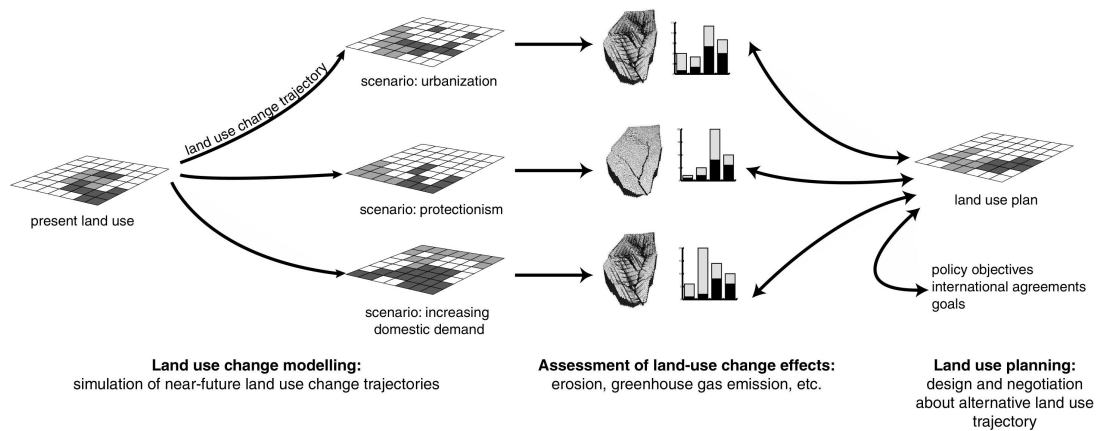 scenario: urbanization
land use change trajectory
present land use
scenario: protectionism
land use plan
scenario: increasing
domestic demand
policy objectives
international agreements
goals
Land use change modelling:
simulation of near-future land use change trajectories
Assessment of land-use change effects:
erosion, greenhouse gas emission, etc.
Land use planning:
design and negotiation
about alternative land use
trajectory